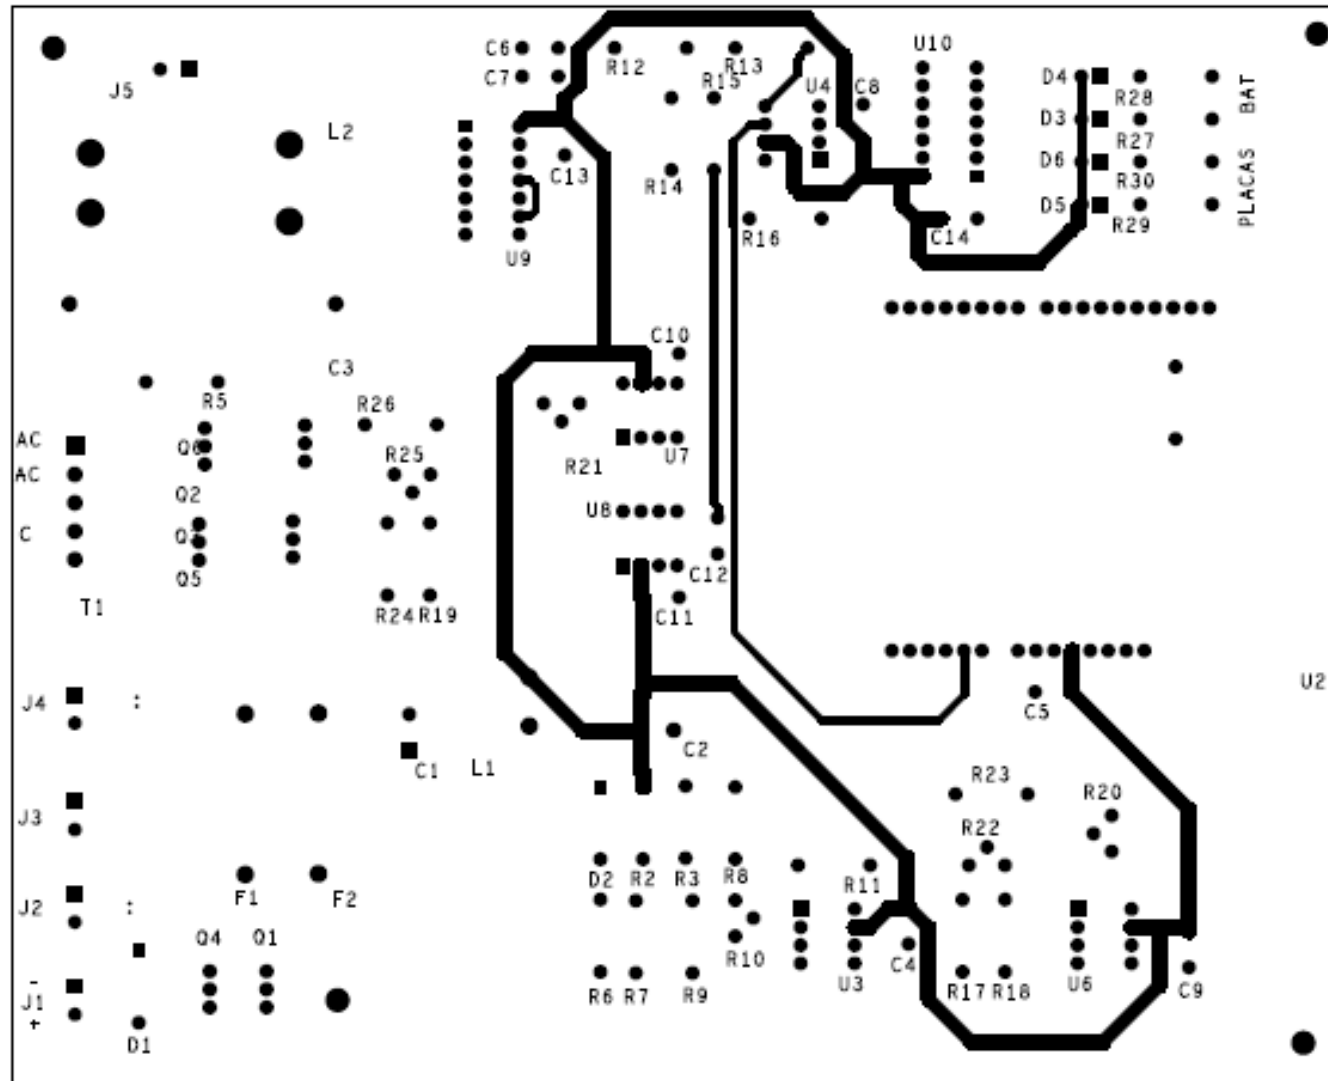 C6
R12
R13
U10
C7
R15
U4
C8
D4
R28
BAT
J5
L2
D3
R27
C13
R14
D6
R30
PLACAS
D5
R29
U9
R16
C14
C10
C3
R5
R26
AC
Q6
R25
U7
R21
AC
Q2
U8
C
Q3
Q5
C12
T1
R24
R19
C11
J4
U2
C5
C2
C1
L1
R23
R20
J3
R22
D2
R2
R3
R8
R11
J2
F1
F2
Q4
Q1
R10
C4
-
J1
+
R6
R7
R9
U3
R17
R18
U6
C9
D1